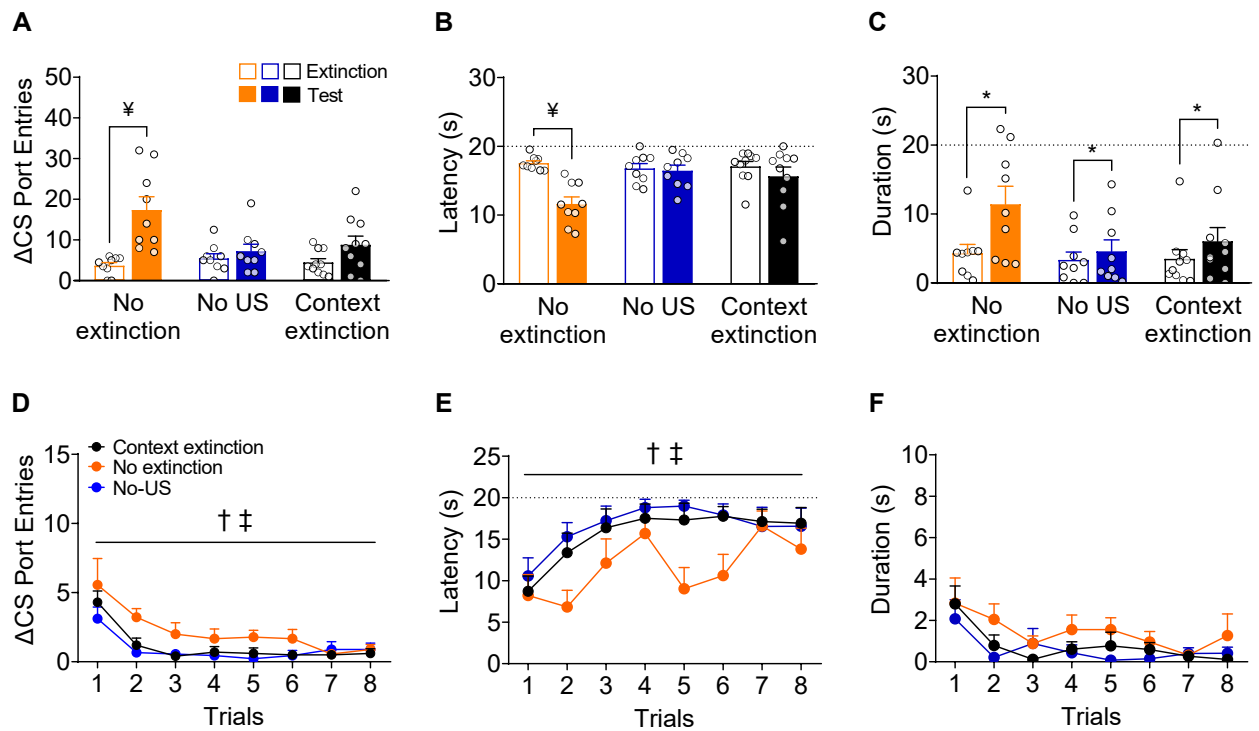 A
ΔCS Port Entries
50
40
30
20
10
0
¥
Extinction
Test
No
extinction
No US
Context
extinction
B
Latency (s)
30
20
10
0
¥
No
extinction
No US
Context
extinction
C
Duration (s)
30
20
10
0
*
*
*
No
extinction
No US
Context
extinction
D
ΔCS Port Entries
15
10
5
0
Context extinction
No extinction
No-US
† ‡
1 2 3 4 5 6 7 8
Trials
E
Latency (s)
25
20
15
10
5
0
† ‡
1 2 3 4 5 6 7 8
Trials
F
Duration (s)
10
8
6
4
2
0
1 2 3 4 5 6 7 8
Trials